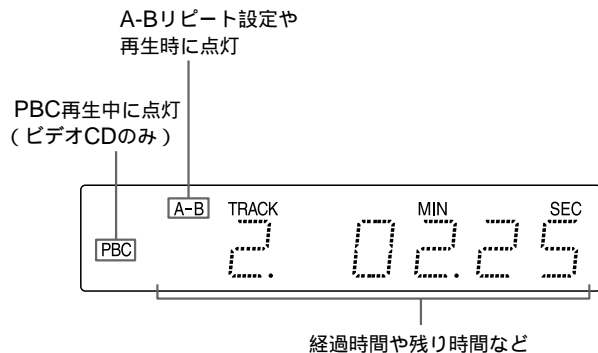 A-Bリピート設定や
再生時に点灯
PBC再生中に点灯
（ビデオCDのみ）
A-B TRACK MIN SEC
PBC 2. 02.25
経過時間や残り時間など